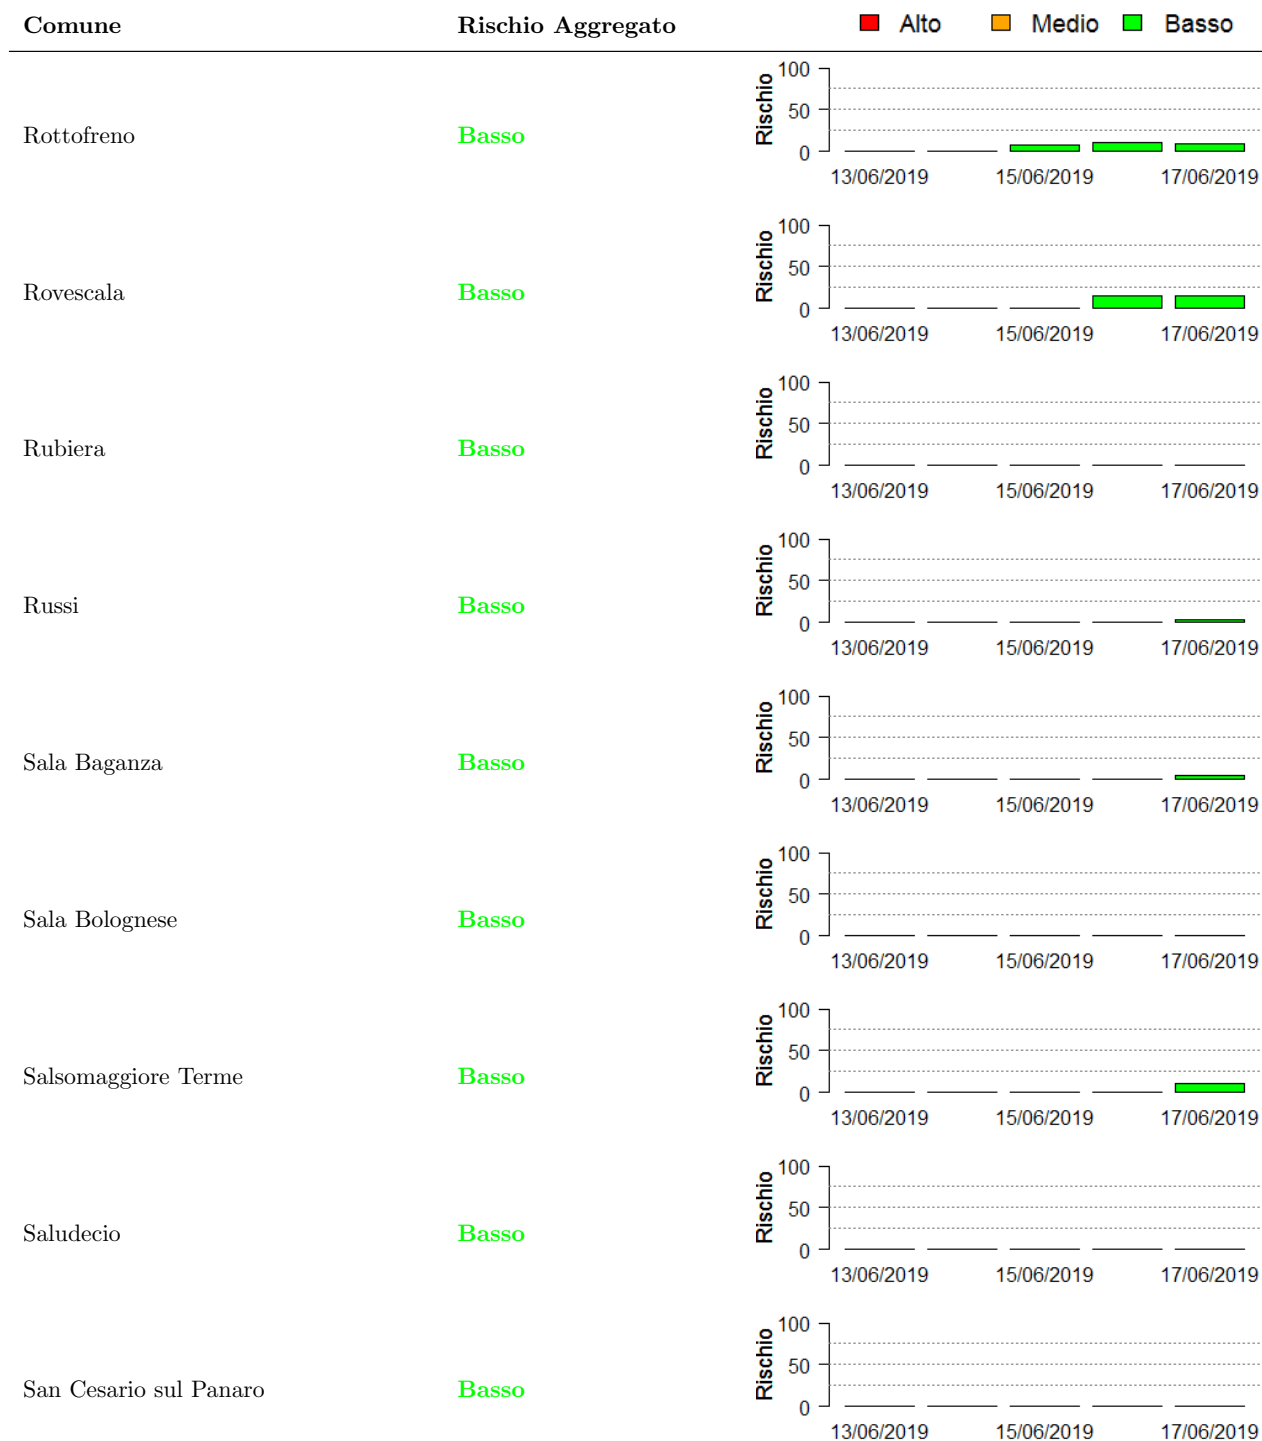 Comune Rischio Aggregato Alto Medio Basso
100
50
0
Rischio
Rottofreno Basso
13/06/2019 15/06/2019 17/06/2019
100
50
0
Rischio
Rovescala Basso
13/06/2019 15/06/2019 17/06/2019
100
50
0
Rischio
Rubiera Basso
13/06/2019 15/06/2019 17/06/2019
100
50
0
Rischio
Russi Basso
13/06/2019 15/06/2019 17/06/2019
100
50
0
Rischio
Sala Baganza Basso
13/06/2019 15/06/2019 17/06/2019
100
50
0
Rischio
Sala Bolognese Basso
13/06/2019 15/06/2019 17/06/2019
100
50
0
Rischio
Salsomaggiore Terme Basso
13/06/2019 15/06/2019 17/06/2019
100
50
0
Rischio
Saludecio Basso
13/06/2019 15/06/2019 17/06/2019
100
50
0
Rischio
San Cesario sul Panaro Basso
13/06/2019 15/06/2019 17/06/2019